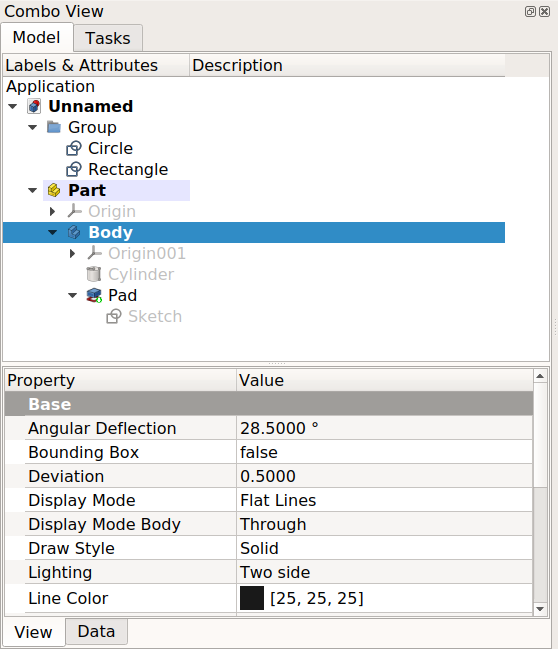 Combo View
Model Tasks
Labels & Attributes Description
Application
Unnamed
Group
Circle
Rectangle
Part
Origin
Body
Origin001
Cylinder
Pad
Sketch
Property Value
Base
Angular Deflection 28.5000 °
Bounding Box false
Deviation 0.5000
Display Mode Flat Lines
Display Mode Body Through
Draw Style Solid
Lighting Two side
Line Color [25, 25, 25]
View Data